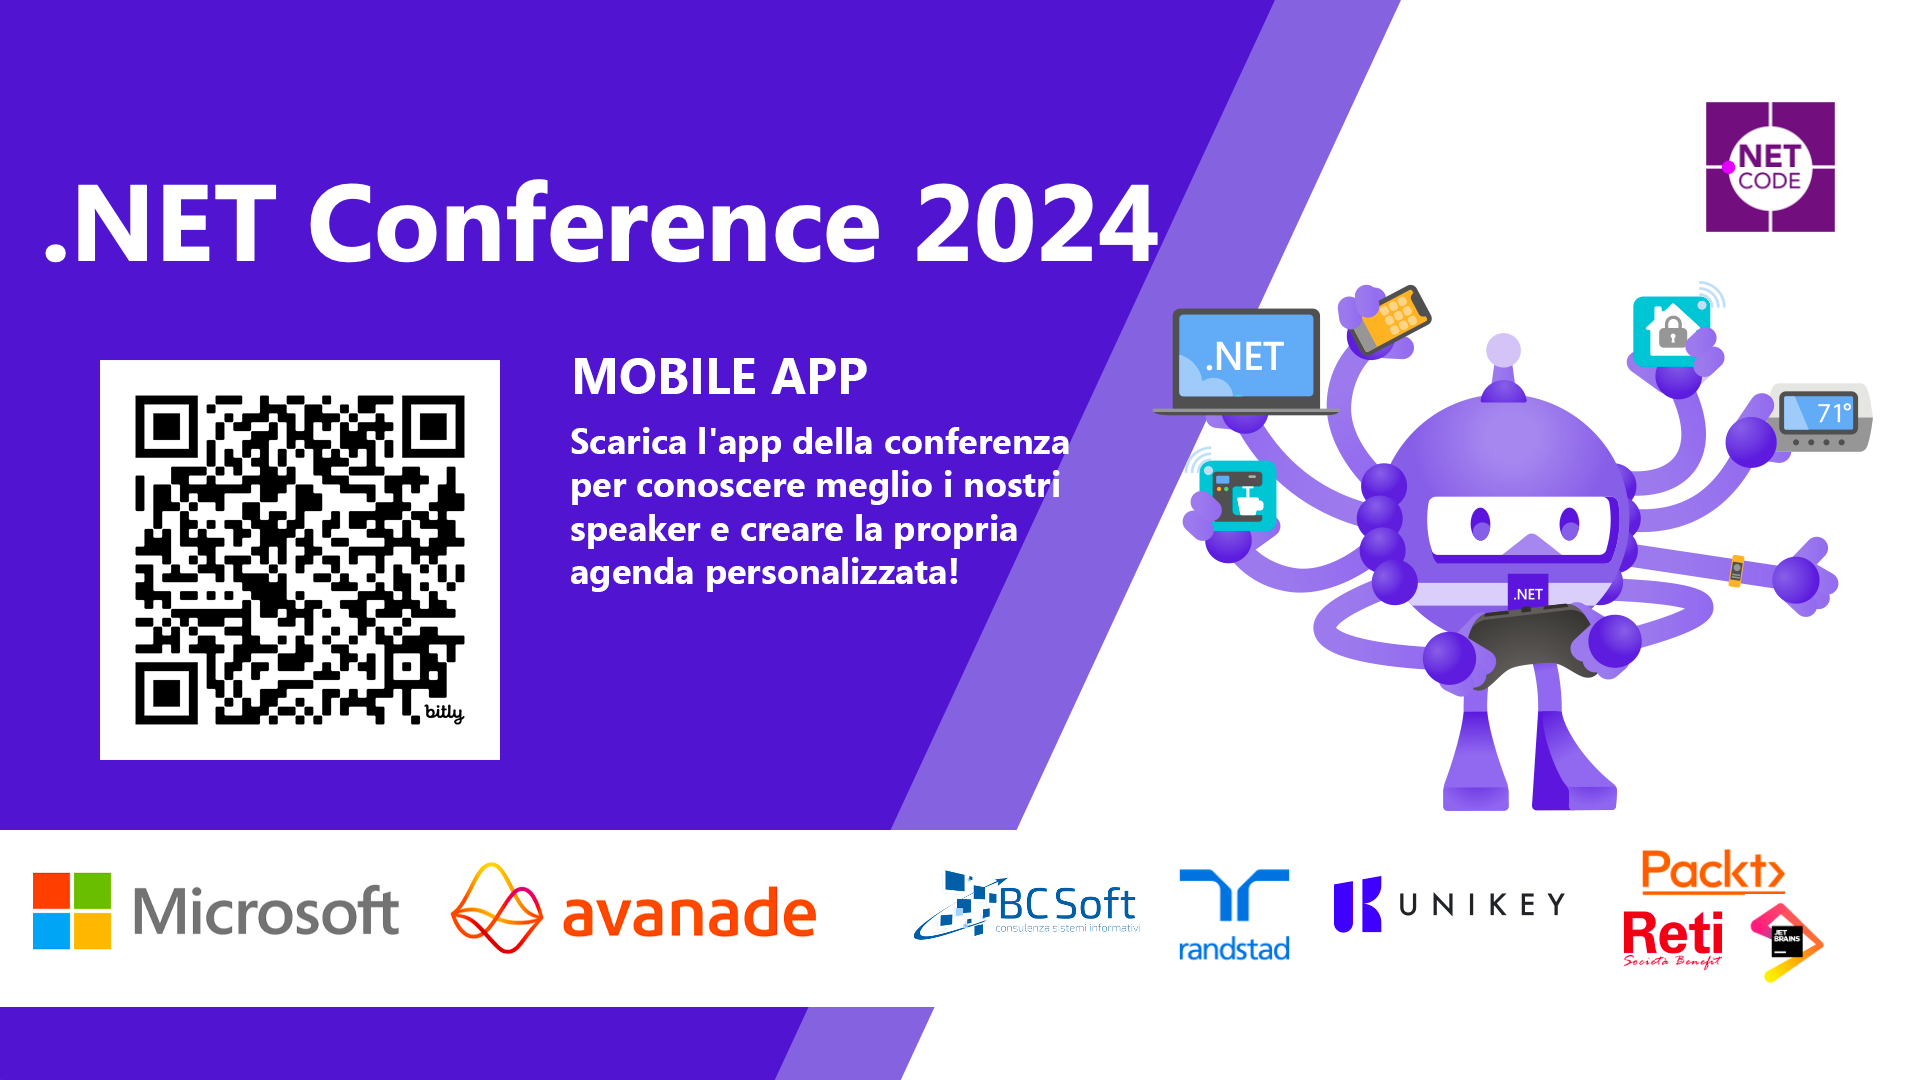 .NET Conference 2024
NET
CODE
MOBILE APP
Scarica l'app della conferenza
per conoscere meglio i nostri
speaker e creare la propria
agenda personalizzata!
bitly
.NET
71°
.NET
Microsoft
avanade
BC Soft
consulenza sistemi informativi
randstad
UNIKEY
Packt>
Reti
Società Benefit
JET
BRAINS